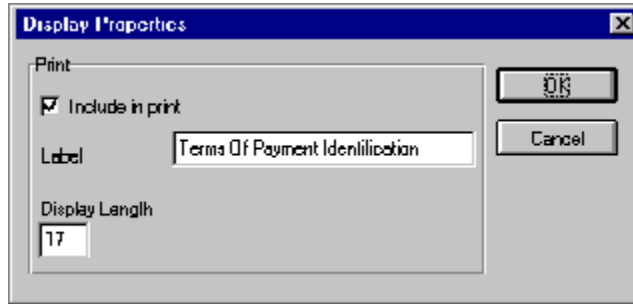 Display Properties
Print
Include in print
OK
Label
Terms Of Payment Identification
Cancel
Display Length
17